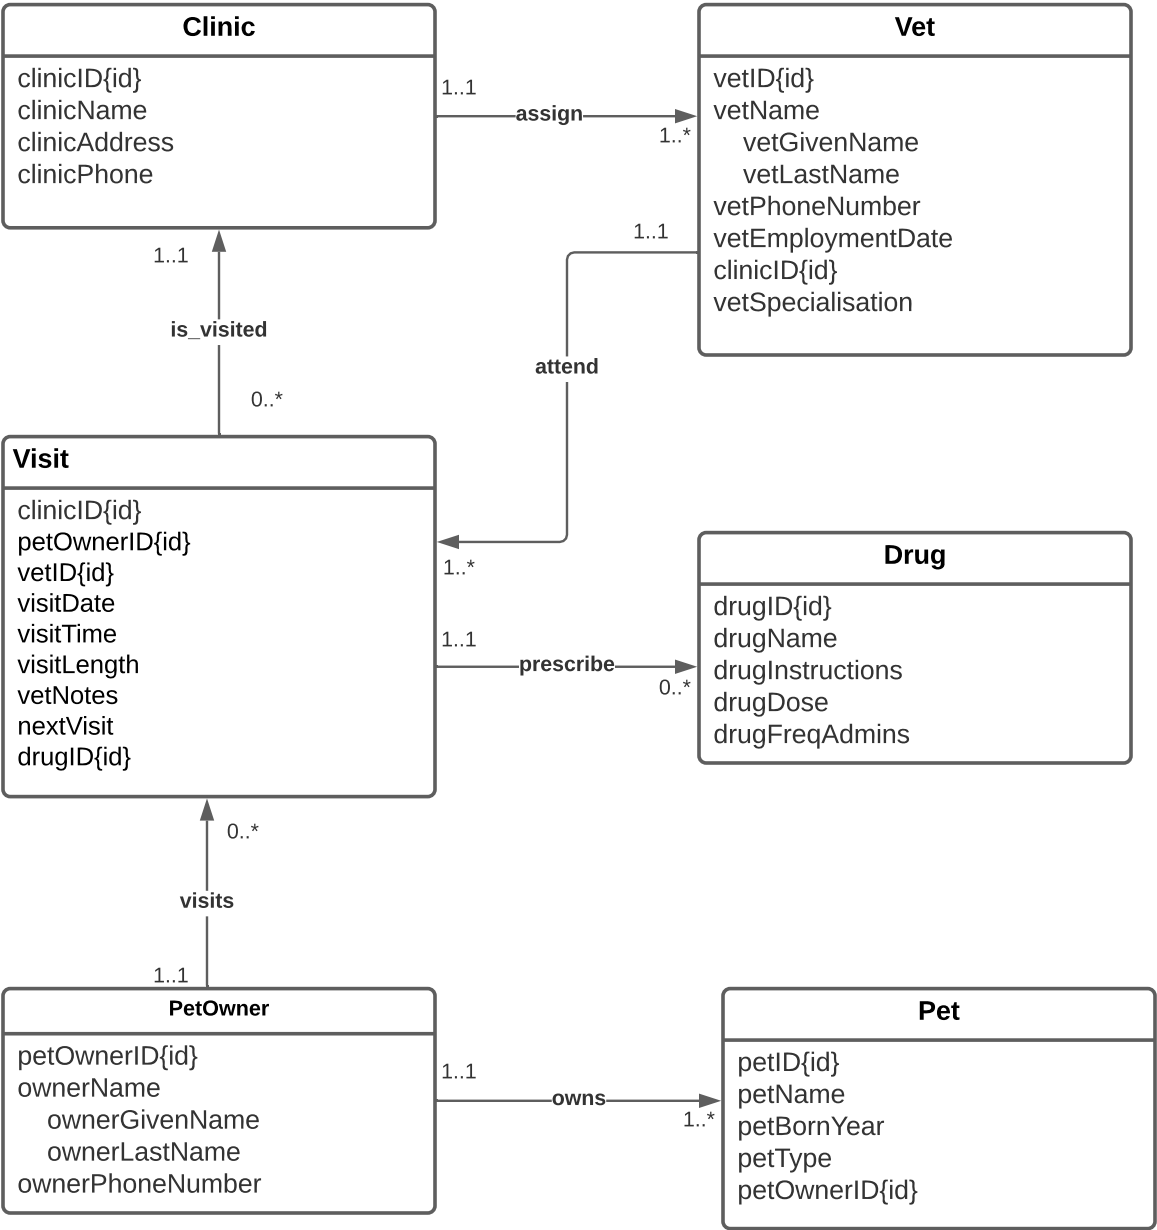 Clinic
clinicID{id}
clinicName
clinicAddress
clinicPhone
1..1
assign
1..*
Vet
vetID{id}
vetName
vetGivenName
vetLastName
vetPhoneNumber
vetEmploymentDate
clinicID{id}
vetSpecialisation
1..1
is_visited
0..*
1..1
attend
1..*
Visit
clinicID{id}
petOwnerID{id}
vetID{id}
visitDate
visitTime
visitLength
vetNotes
nextVisit
drugID{id}
1..1
prescribe
0..*
Drug
drugID{id}
drugName
drugInstructions
drugDose
drugFreqAdmins
0..*
visits
1..1
PetOwner
petOwnerID{id}
ownerName
ownerGivenName
ownerLastName
ownerPhoneNumber
1..1
owns
1..*
Pet
petID{id}
petName
petBornYear
petType
petOwnerID{id}